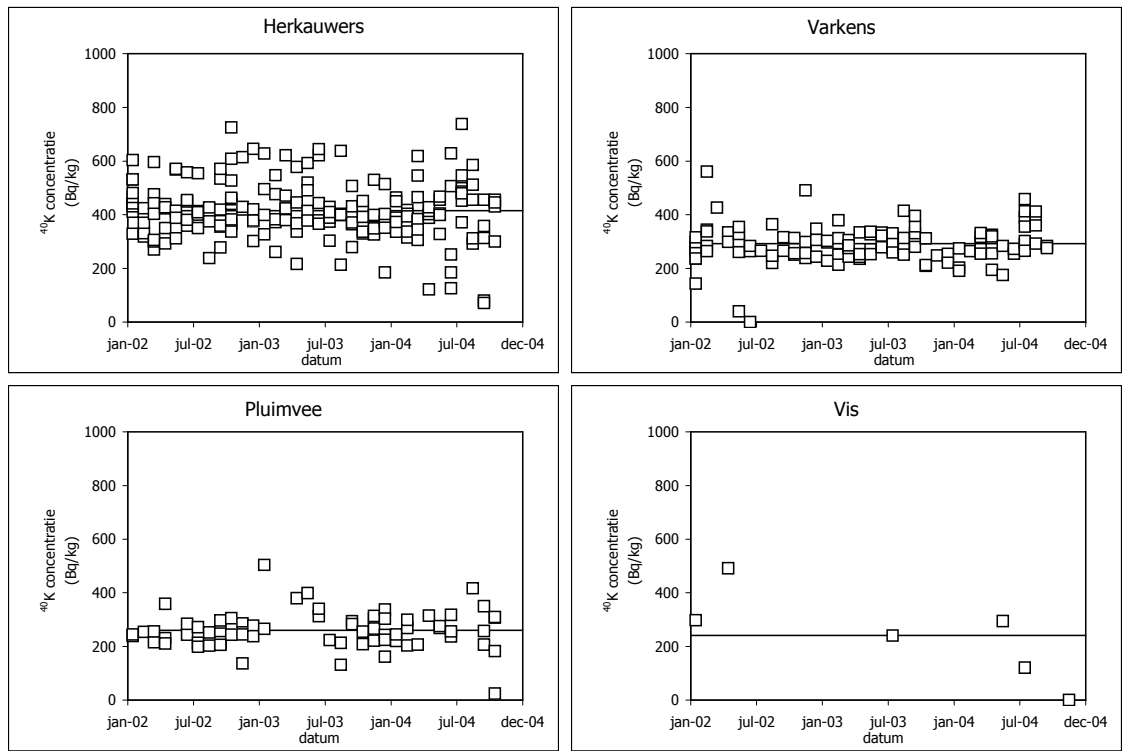 Herkauwers
1000
800
600
400
200
0
⁴⁰K concentratie
(Bq/kg)
jan-02 jul-02 jan-03 jul-03 jan-04 jul-04 dec-04
datum
Varkens
1000
800
600
400
200
0
⁴⁰K concentratie
(Bq/kg)
jan-02 jul-02 jan-03 jul-03 jan-04 jul-04 dec-04
datum
Pluimvee
1000
800
600
400
200
0
⁴⁰K concentratie
(Bq/kg)
jan-02 jul-02 jan-03 jul-03 jan-04 jul-04 dec-04
datum
Vis
1000
800
600
400
200
0
⁴⁰K concentratie
(Bq/kg)
jan-02 jul-02 jan-03 jul-03 jan-04 jul-04 dec-04
datum